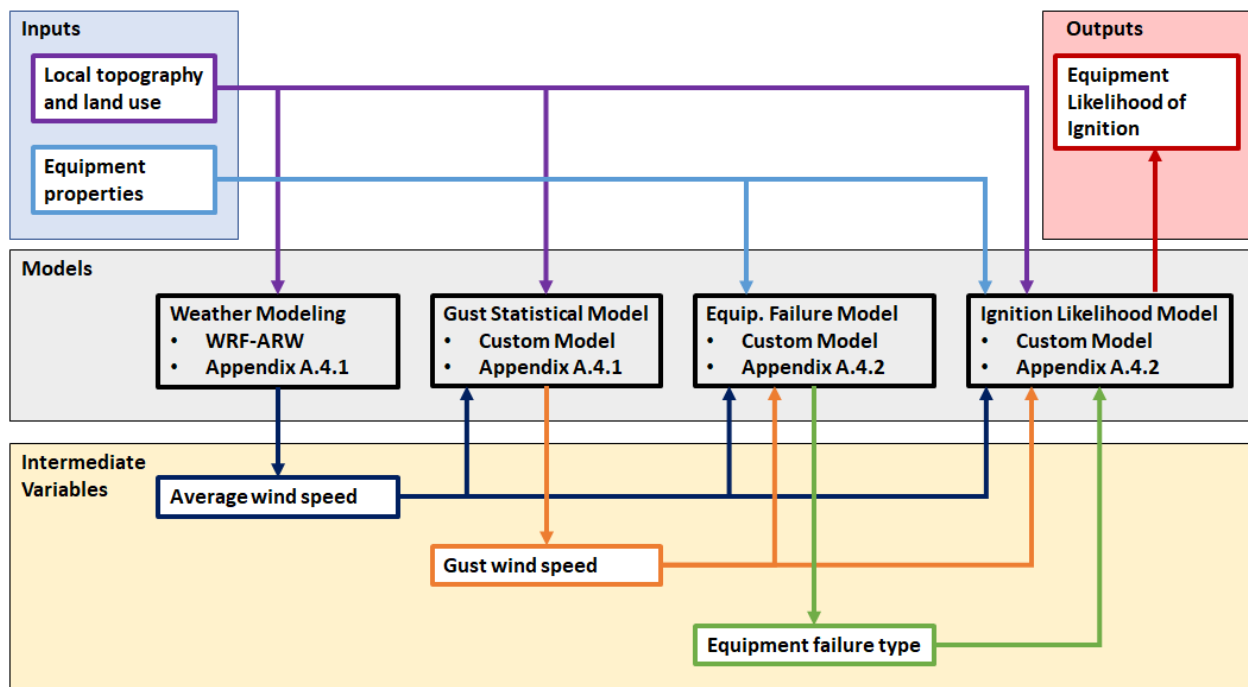 Inputs
Local topography
and land use
Equipment
properties
Outputs
Equipment
Likelihood of
Ignition
Models
Weather Modeling
• WRF-ARW
• Appendix A.4.1
Gust Statistical Model
• Custom Model
• Appendix A.4.1
Equip. Failure Model
• Custom Model
• Appendix A.4.2
Ignition Likelihood Model
• Custom Model
• Appendix A.4.2
Intermediate
Variables
Average wind speed
Gust wind speed
Equipment failure type